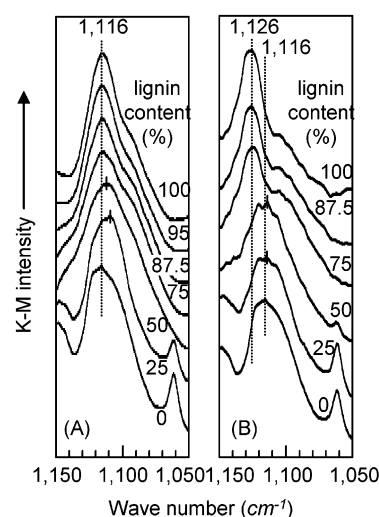 1,116
1,126
1,116
lignin
content
(%)
lignin
content
(%)
K-M intensity
100
95
87.5
75
50
25
0
100
87.5
75
50
25
0
(A)
(B)
1,150 1,100 1,050
1,150 1,100 1,050
Wave number (cm-1)